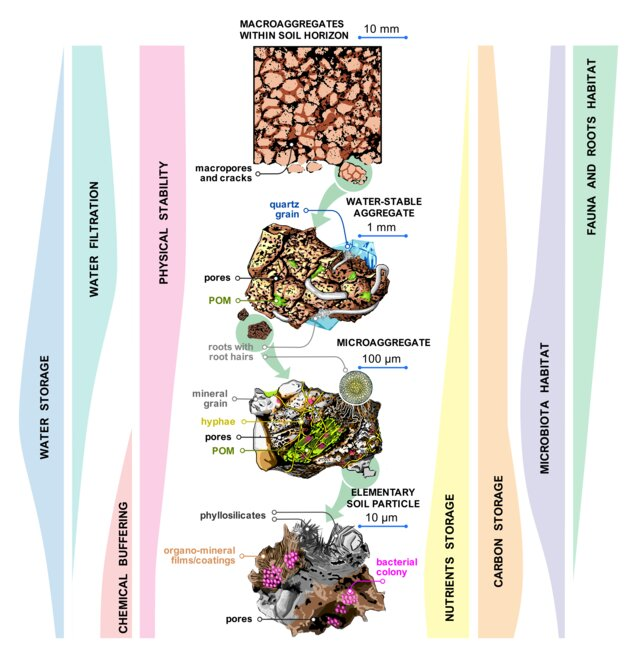 MACROAGGREGATES
WITHIN SOIL HORIZON
10 mm
macropores
and cracks
quartz
grain
WATER-STABLE
AGGREGATE
1 mm
pores
POM
roots with
root hairs
MICROAGGREGATE
100 µm
mineral
grain
hyphae
pores
POM
ELEMENTARY
SOIL PARTICLE
10 µm
phyllosilicates
organo-mineral
films/coatings
bacterial
colony
pores
WATER STORAGE
WATER FILTRATION
CHEMICAL BUFFERING
PHYSICAL STABILITY
NUTRIENTS STORAGE
CARBON STORAGE
MICROBIOTA HABITAT
FAUNA AND ROOTS HABITAT